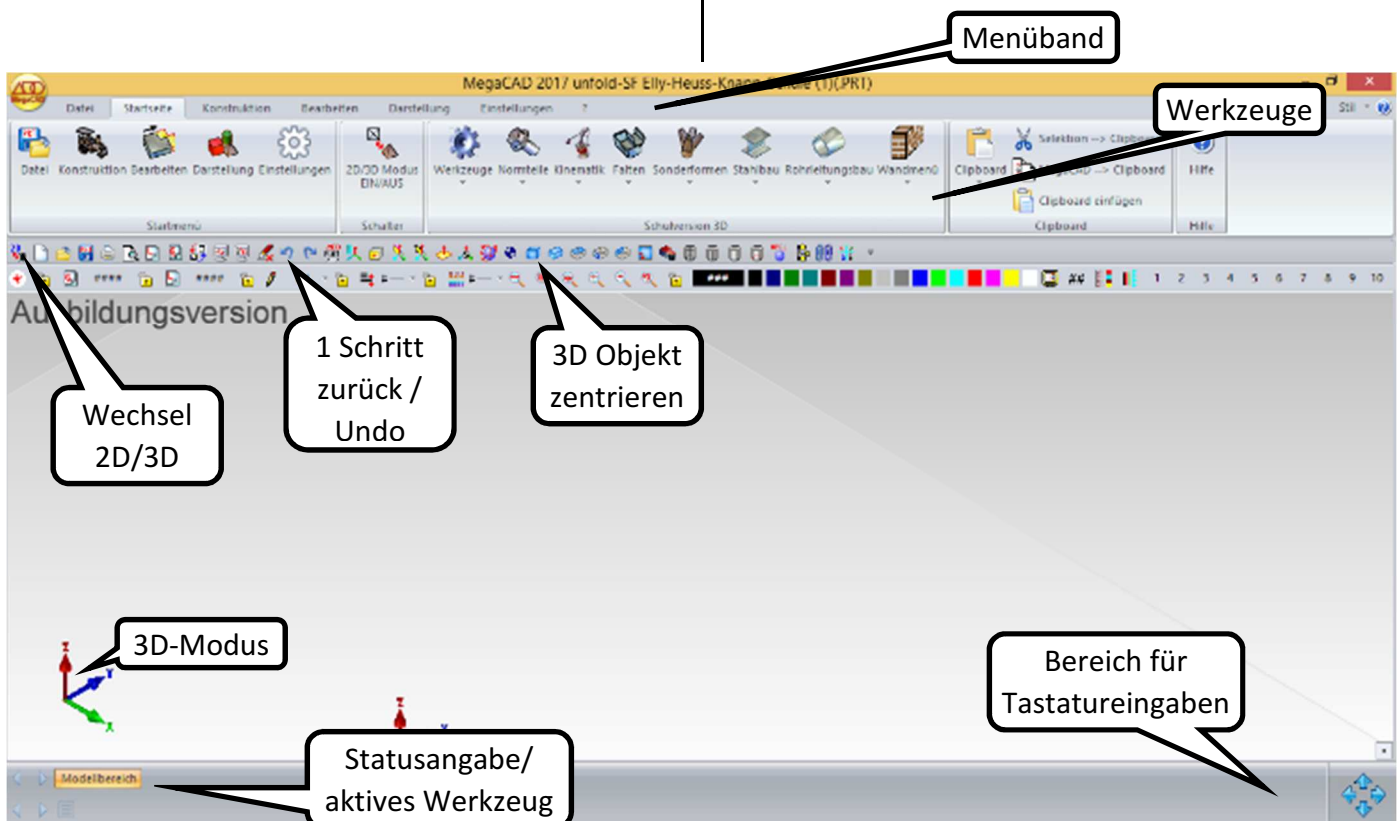 Menüband
MegaCAD 2017 unfold-SF Elly-Heuss-Knapp-Schule (1)(.PRT)
Datei Startseite Konstruktion Bearbeiten Darstellung Einstellungen ?
Stil
Werkzeuge
Datei Konstruktion Bearbeiten Darstellung Einstellungen
2D/3D Modus
EIN/AUS
Werkzeuge Normteile Kinematik Falten Sonderformen Stahlbau Rohrleitungsbau Wandmenü
Clipboard
Selektion --> Clipboard
MegaCAD --> Clipboard
Clipboard einfügen
Hilfe
Startmenü Schalter Schulversion 3D Clipboard Hilfe
#### #### ### 1 2 3 4 5 6 7 8 9 10
Ausbildungsversion
1 Schritt
zurück /
Undo
3D Objekt
zentrieren
Wechsel
2D/3D
3D-Modus
Z
Y
X
Z
Bereich für
Tastatureingaben
Statusangabe/
aktives Werkzeug
Modellbereich